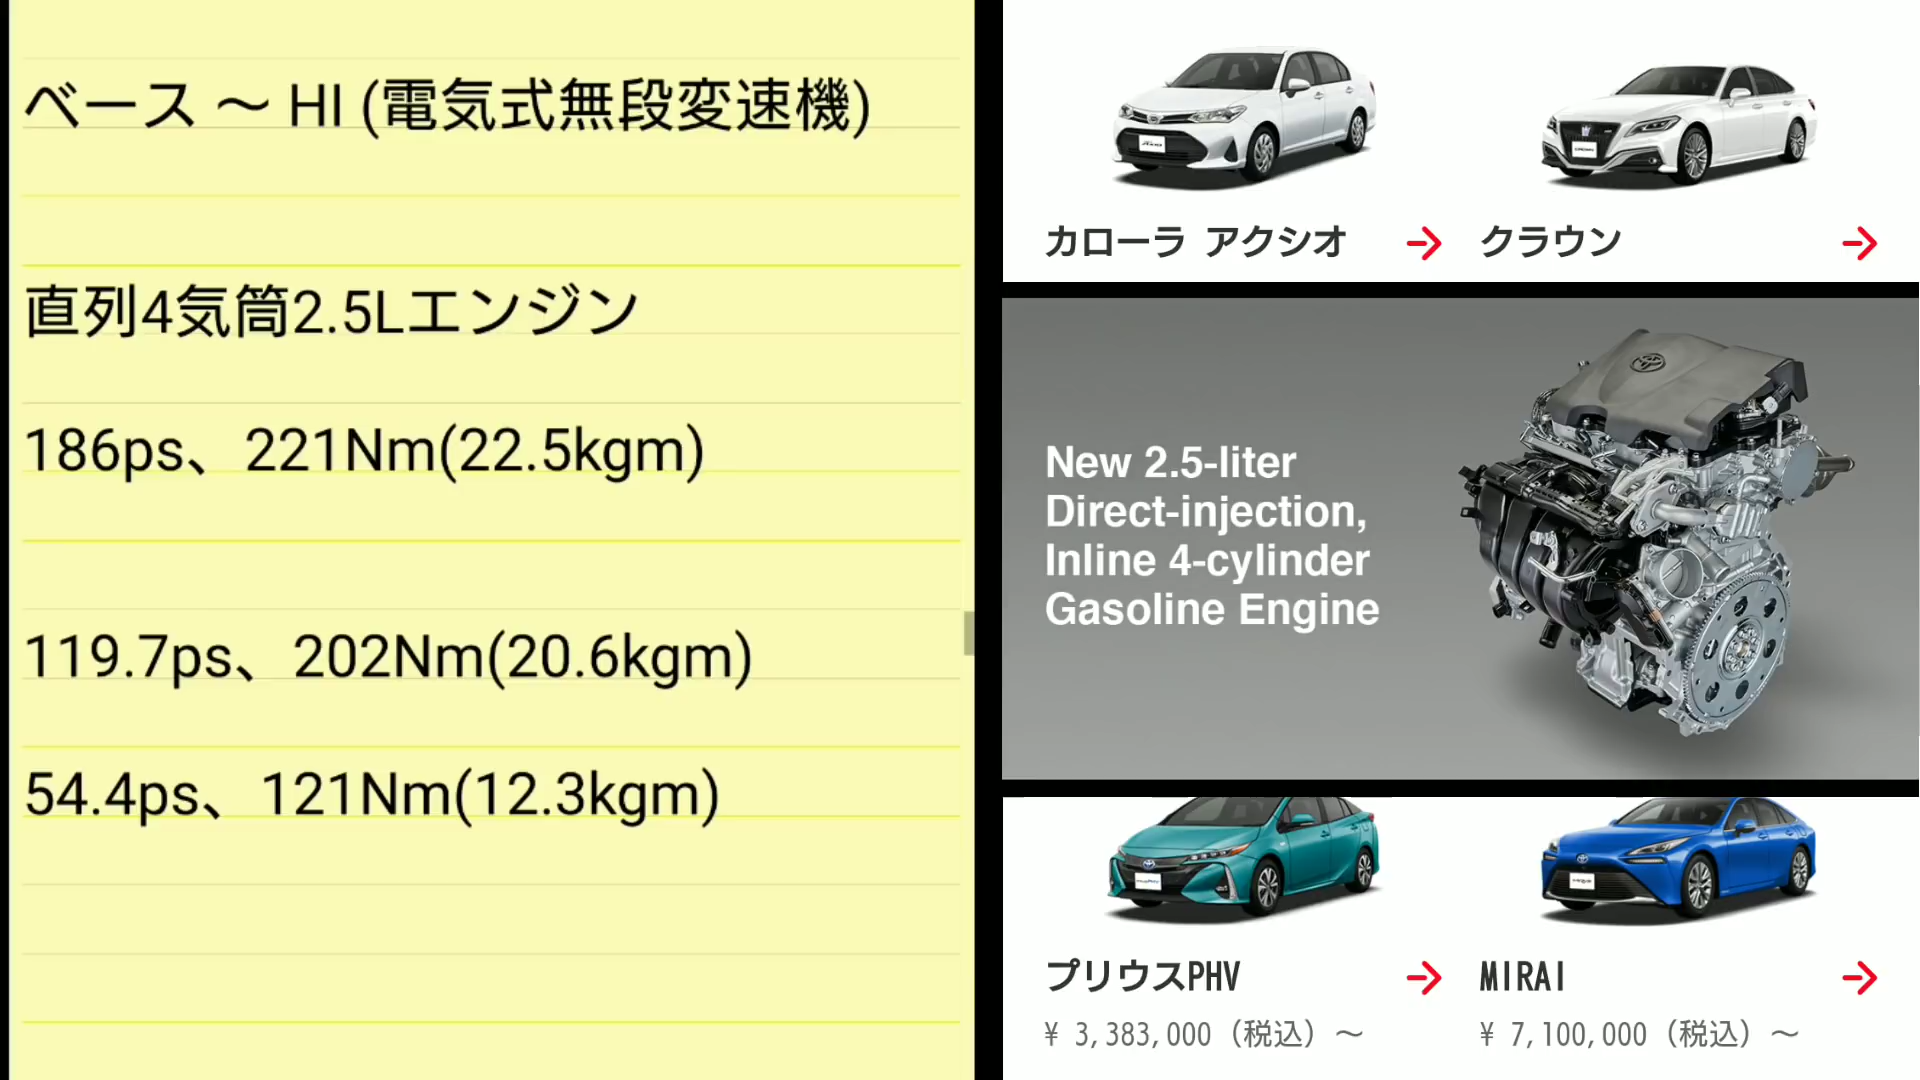 ベース ～ HI (電気式無段変速機)
直列4気筒2.5Lエンジン
186ps、221Nm(22.5kgm)
119.7ps、202Nm(20.6kgm)
54.4ps、121Nm(12.3kgm)
カローラ アクシオ
クラウン
New 2.5-liter
Direct-injection,
Inline 4-cylinder
Gasoline Engine
プリウスPHV
MIRAI
¥ 3,383,000（税込）～
¥ 7,100,000（税込）～